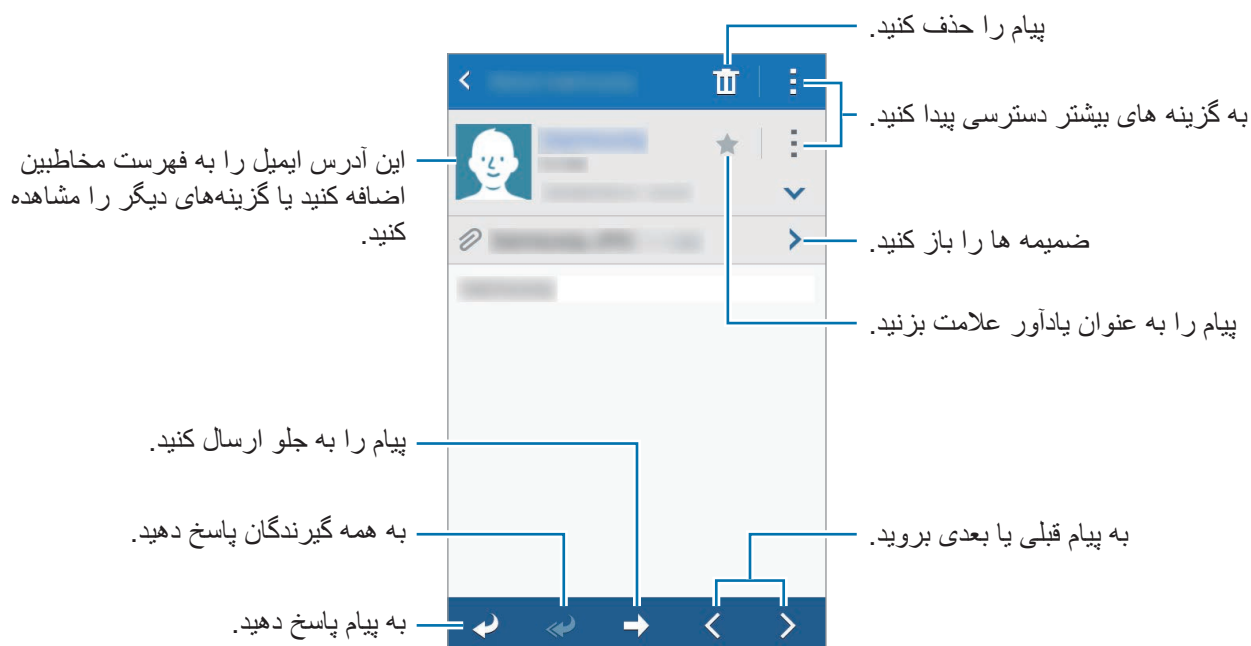 پیام را حذف کنید.
به گزینه های بیشتر دسترسی پیدا کنید.
این آدرس ایمیل را به فهرست مخاطبین
اضافه کنید یا گزینه‌های دیگر را مشاهده
کنید.
ضمیمه ها را باز کنید.
پیام را به عنوان یادآور علامت بزنید.
پیام را به جلو ارسال کنید.
به همه گیرندگان پاسخ دهید.
به پیام قبلی یا بعدی بروید.
به پیام پاسخ دهید.